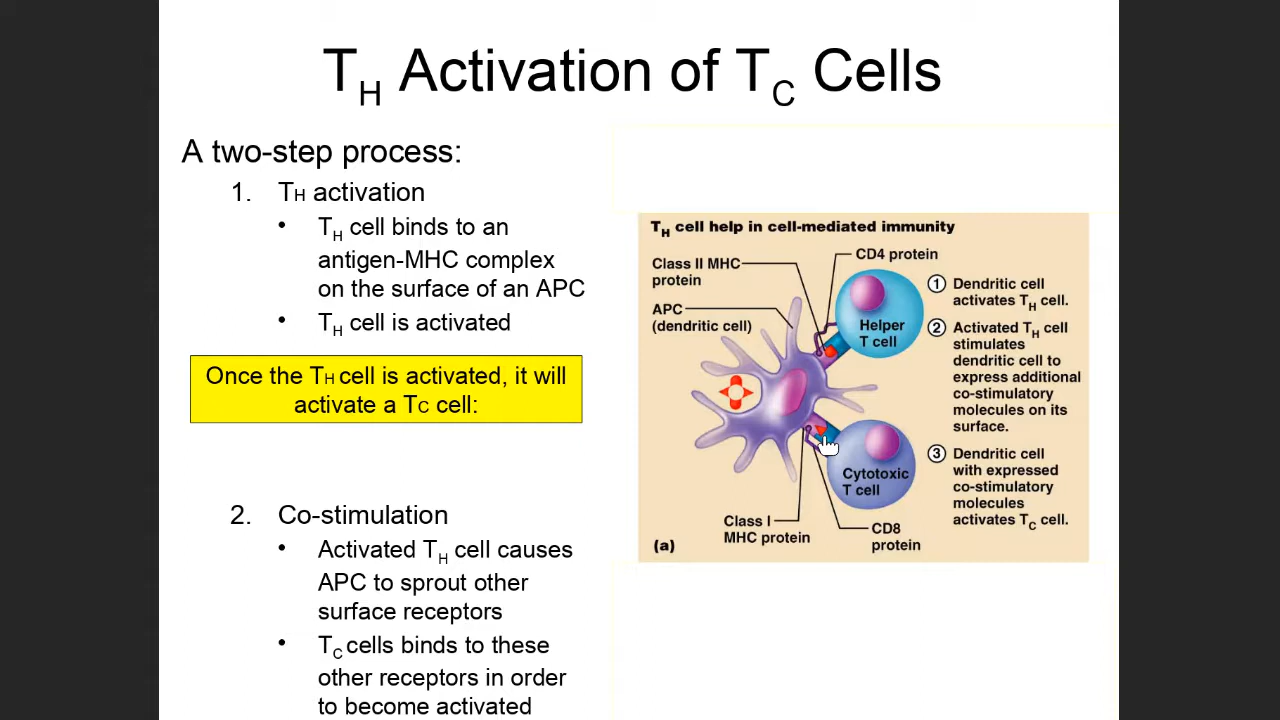 TH Activation of TC Cells
A two-step process:
1. TH activation
• TH cell binds to an
antigen-MHC complex
on the surface of an APC
• TH cell is activated
Once the TH cell is activated, it will
activate a TC cell:
2. Co-stimulation
• Activated TH cell causes
APC to sprout other
surface receptors
• TC cells binds to these
other receptors in order
to become activated
TH cell help in cell-mediated immunity
Class II MHC
protein
CD4 protein
APC
(dendritic cell)
Helper
T cell
Cytotoxic
T cell
Class I
MHC protein
CD8
protein
(a)
1 Dendritic cell
activates TH cell.
2 Activated TH cell
stimulates
dendritic cell to
express additional
co-stimulatory
molecules on its
surface.
3 Dendritic cell
with expressed
co-stimulatory
molecules
activates TC cell.